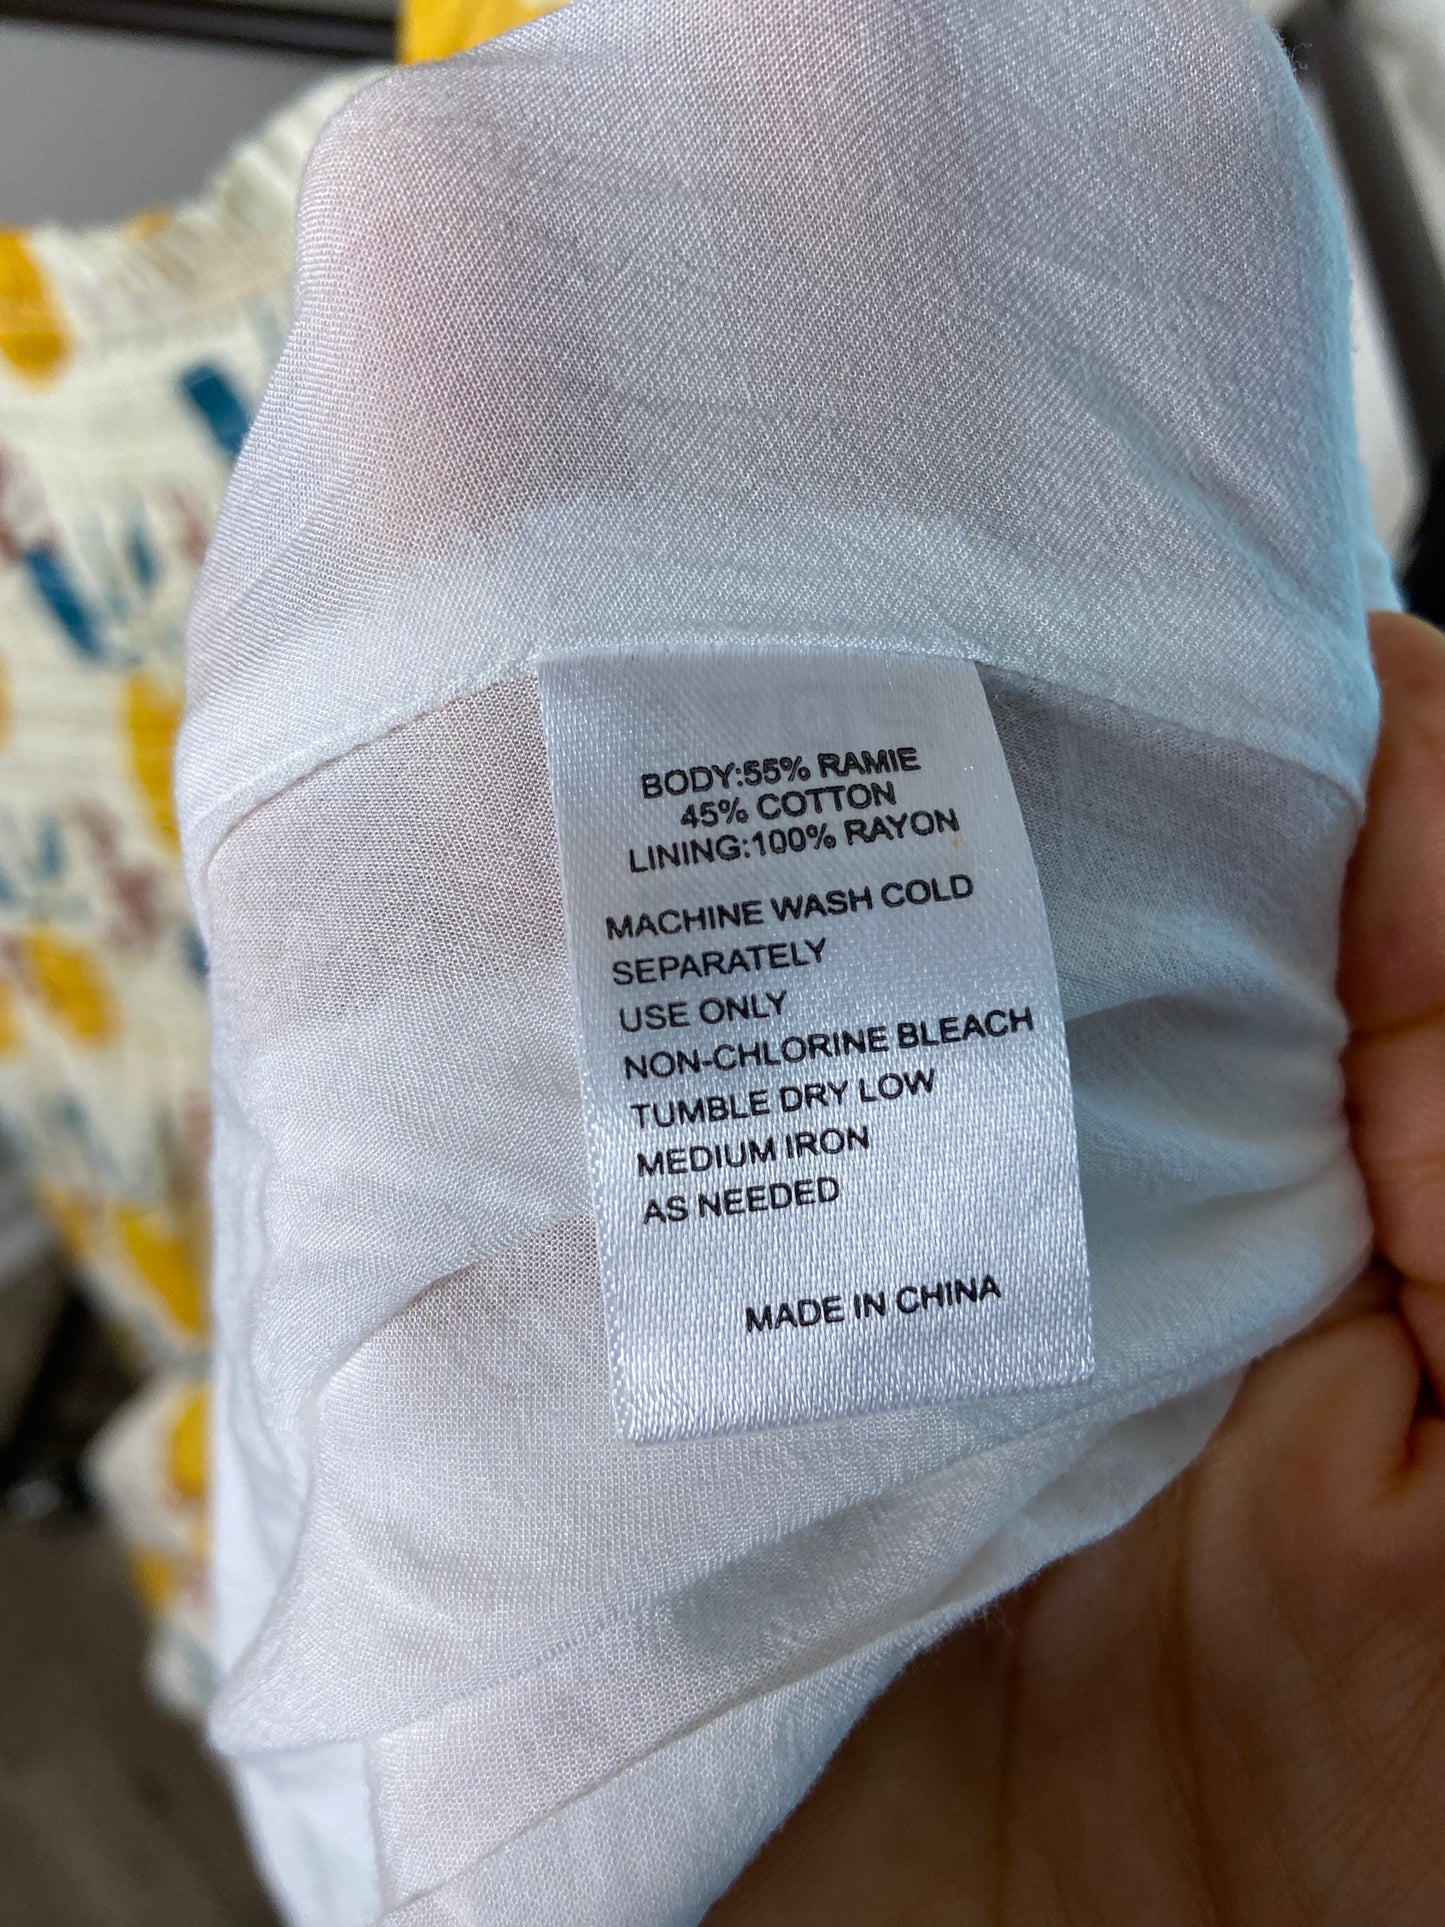 BODY:55% RAMIE
45% COTTON
LINING:100% RAYON
MACHINE WASH COLD
SEPARATELY
USE ONLY
NON-CHLORINE BLEACH
TUMBLE DRY LOW
MEDIUM IRON
AS NEEDED
MADE IN CHINA